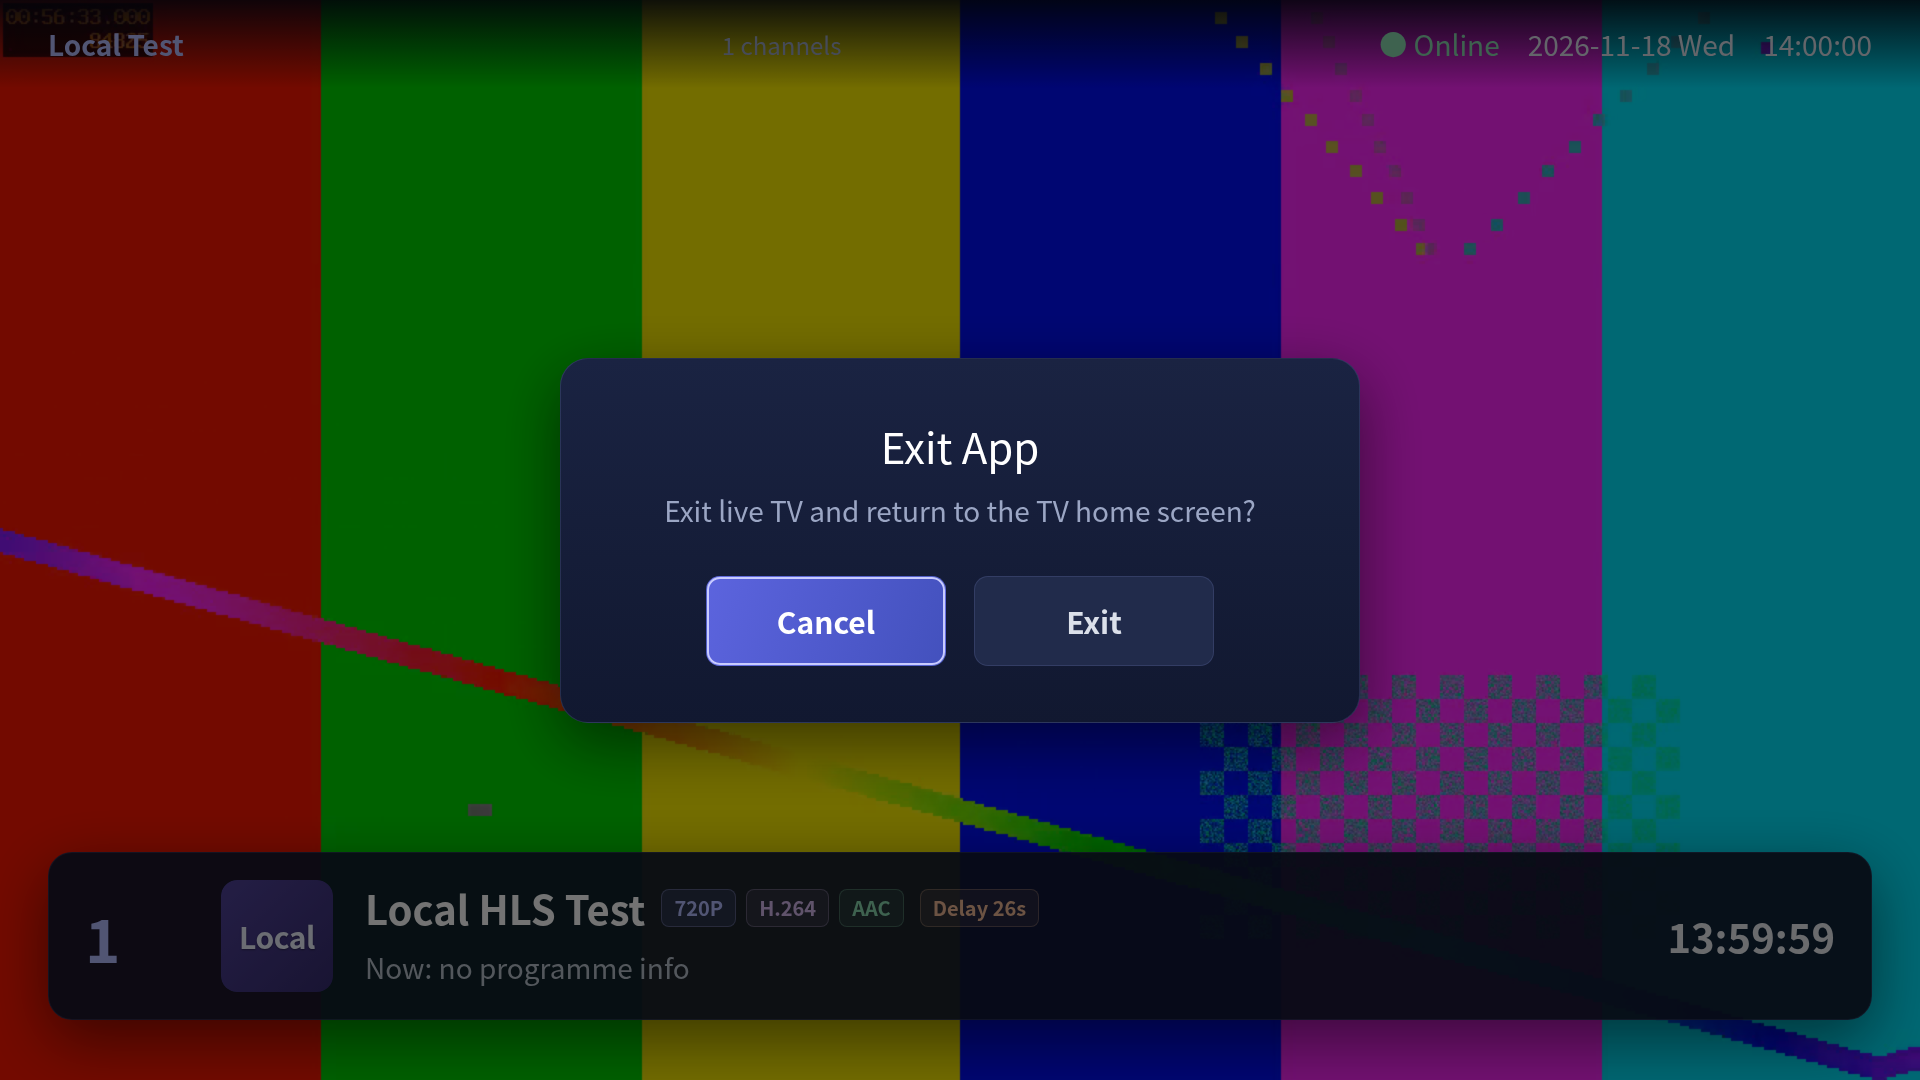 00:56:33.000
84825
Local Test
1 channels
Online
2026-11-18 Wed
14:00:00
Exit App
Exit live TV and return to the TV home screen?
Cancel
Exit
1
Local
Local HLS Test
720P
H.264
AAC
Delay 26s
Now: no programme info
13:59:59